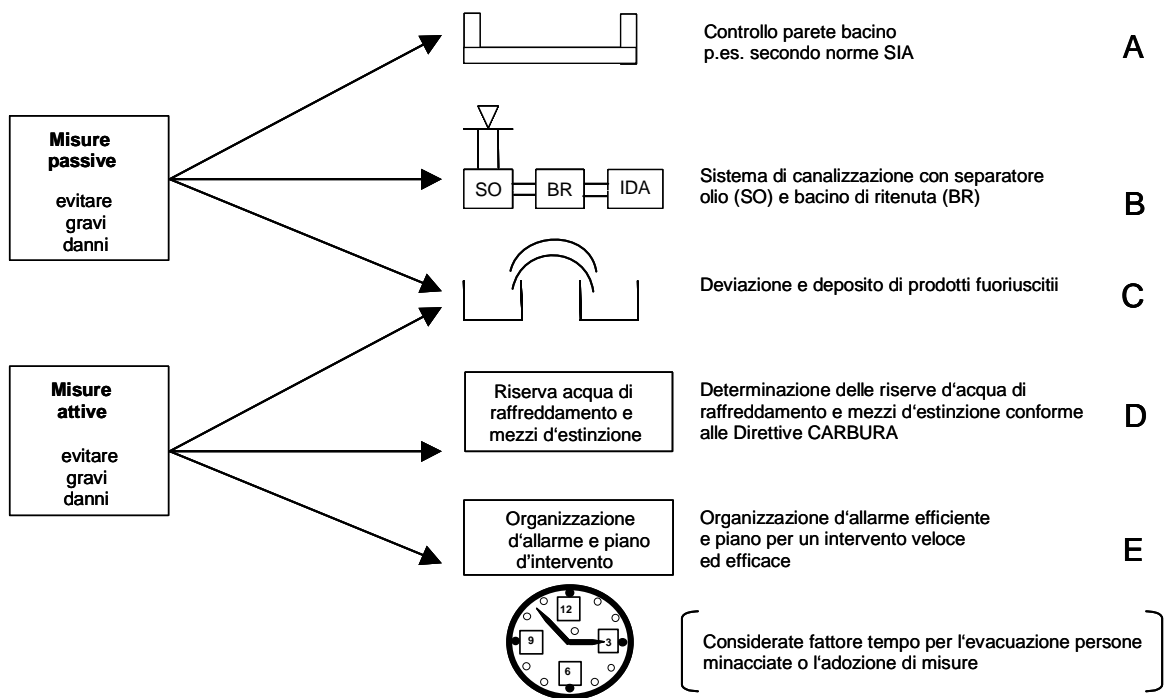 Controllo parete bacino
p.es. secondo norme SIA
A
Misure
passive
evitare
gravi
danni
SO
BR
IDA
Sistema di canalizzazione con separatore
olio (SO) e bacino di ritenuta (BR)
B
Deviazione e deposito di prodotti fuoriuscitii
C
Misure
attive
evitare
gravi
danni
Riserva acqua di
raffreddamento e
mezzi d'estinzione
Determinazione delle riserve d'acqua di
raffreddamento e mezzi d'estinzione conforme
alle Direttive CARBURA
D
Organizzazione
d'allarme e piano
d'intervento
Organizzazione d'allarme efficiente
e piano per un intervento veloce
ed efficace
E
12
9
3
6
Considerate fattore tempo per l'evacuazione persone
minacciate o l'adozione di misure